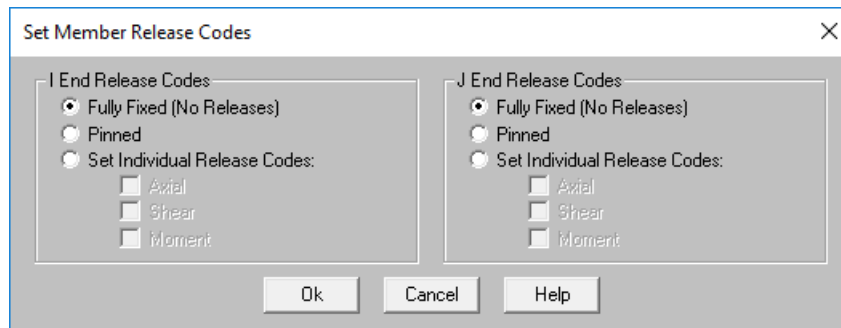 Set Member Release Codes
I End Release Codes
Fully Fixed (No Releases)
Pinned
Set Individual Release Codes:
Axial
Shear
Moment
J End Release Codes
Fully Fixed (No Releases)
Pinned
Set Individual Release Codes:
Axial
Shear
Moment
Ok
Cancel
Help